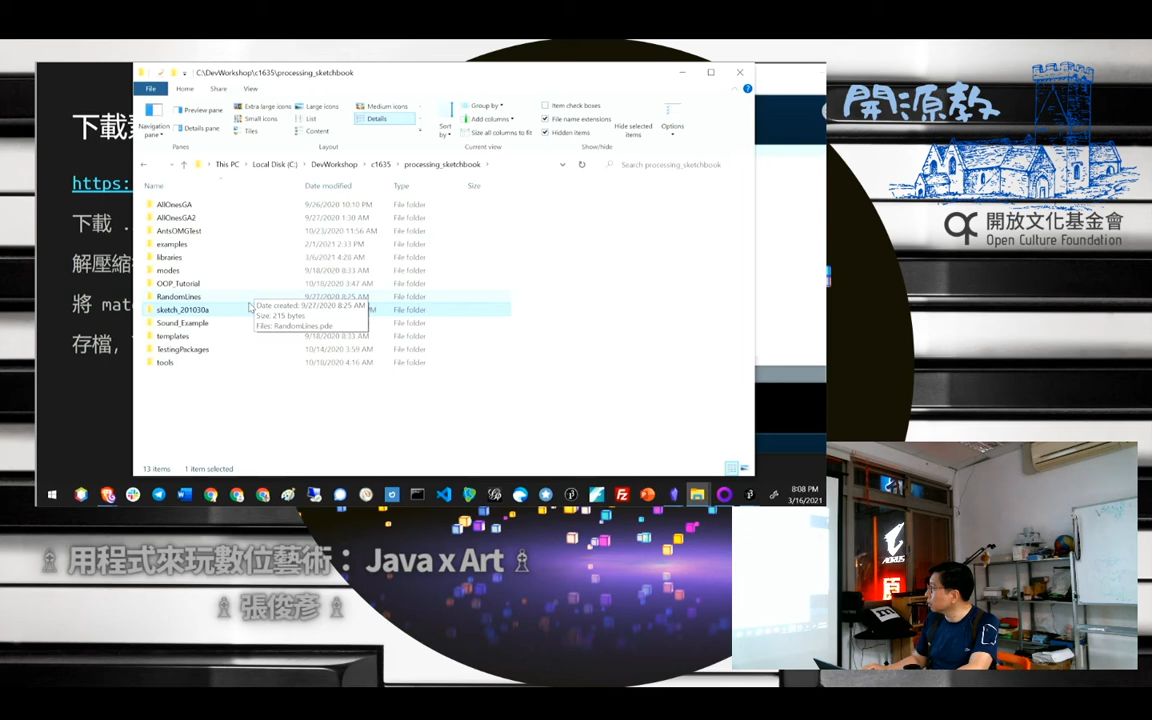 C:\DevWorkshop\c1635\processing_sketchbook
File
Home
Share
View
Navigation pane
Preview pane
Details pane
Panes
Extra large icons
Large icons
Medium icons
Small icons
List
Details
Tiles
Content
Layout
Sort by
Group by
Add columns
Size all columns to fit
Current view
Item check boxes
File name extensions
Hidden items
Hide selected items
Show/hide
Options
This PC
Local Disk (C:)
DevWorkshop
c1635
processing_sketchbook
Search processing_sketchbook
Name Date modified Type Size
AllOnesGA 9/26/2020 10:10 PM File folder
AllOnesGA2 9/27/2020 1:30 AM File folder
AntsOMGTest 10/23/2020 11:56 AM File folder
examples 2/1/2021 2:33 PM File folder
libraries 3/6/2021 4:28 AM File folder
modes 9/18/2020 8:33 AM File folder
OOP_Tutorial 10/18/2020 3:47 AM File folder
RandomLines 9/27/2020 8:25 AM File folder
sketch_201030a File folder
Date created: 9/27/2020 8:25 AM
Size: 215 bytes
Files: RandomLines.pde
Sound_Example File folder
templates 9/18/2020 8:33 AM File folder
TestingPackages 10/14/2020 3:59 AM File folder
tools 10/18/2020 4:16 AM File folder
13 items 1 item selected
8:08 PM
3/16/2021
https:
下載
解壓縮
將
存檔,
開源教
開放文化基金會
Open Culture Foundation
AORUS
用程式來玩數位藝術：Java x Art
張俊彥